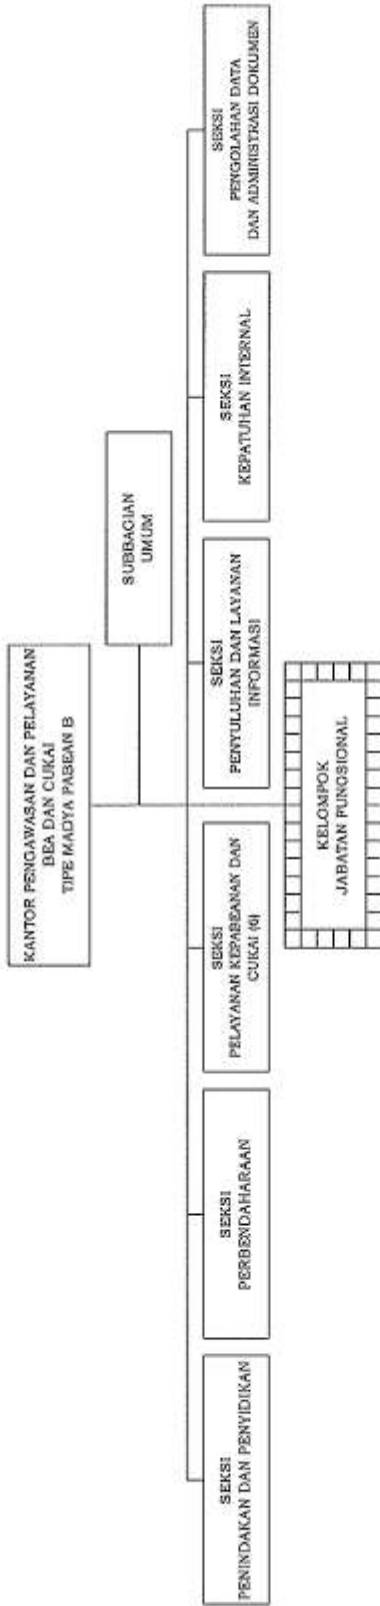 KANTOR PENGAWASAN DAN PELAYANAN
BEA DAN CUKAI
TIPE MADYA PABEAN B
SUBBAGIAN
UMUM
SEKSI
PENINDAKAN DAN PENYIDIKAN
SEKSI
PERBENDAHARAAN
SEKSI
PELAYANAN KEPABEANAN DAN
CUKAI (6)
SEKSI
PENYULUHAN DAN LAYANAN
INFORMASI
SEKSI
KEPATUHAN INTERNAL
SEKSI
PENGOLAHAN DATA
DAN ADMINISTRASI DOKUMEN
KELOMPOK
JABATAN FUNGSIONAL